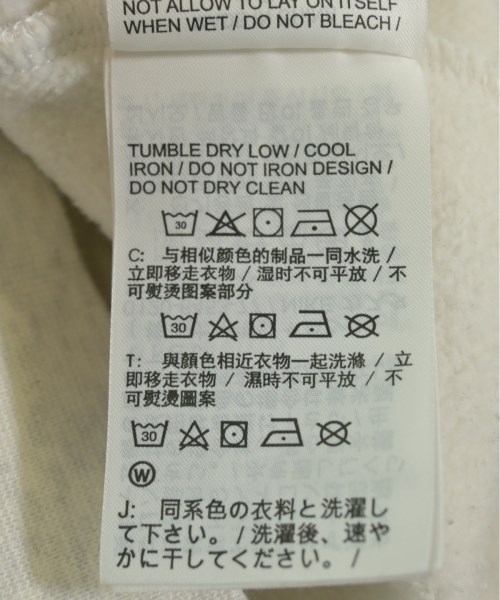 NOT ALLOW TO LAY ON ITSELF
WHEN WET / DO NOT BLEACH /
TUMBLE DRY LOW / COOL
IRON / DO NOT IRON DESIGN /
DO NOT DRY CLEAN
30
C: 与相似颜色的制品一同水洗 /
立即移走衣物 / 湿时不可平放 / 不
可熨烫图案部分
30
T: 與顏色相近衣物一起洗滌 / 立
即移走衣物 / 濕時不可平放 / 不
可熨燙圖案
30
W
J: 同系色の衣料と洗濯し
て下さい。 / 洗濯後、速や
かに干してください。 /